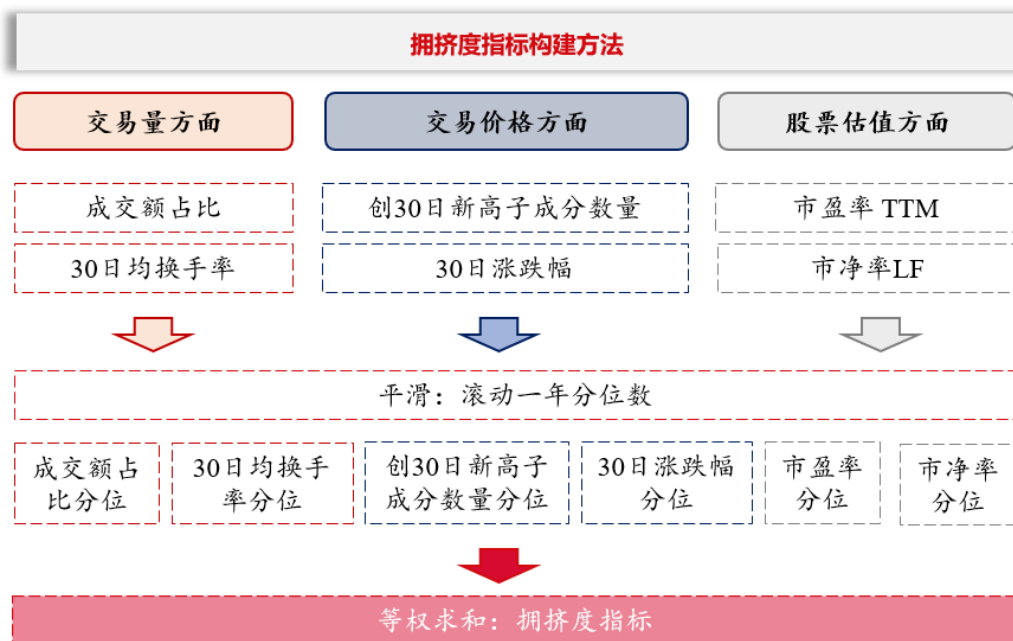 拥挤度指标构建方法
交易量方面
交易价格方面
股票估值方面
成交额占比
创30日新高子成分数量
市盈率 TTM
30日均换手率
30日涨跌幅
市净率LF
平滑：滚动一年分位数
成交额占
比分位
30日均换手
率分位
创30日新高子
成分数量分位
30日涨跌幅
分位
市盈率
分位
市净率
分位
等权求和：拥挤度指标